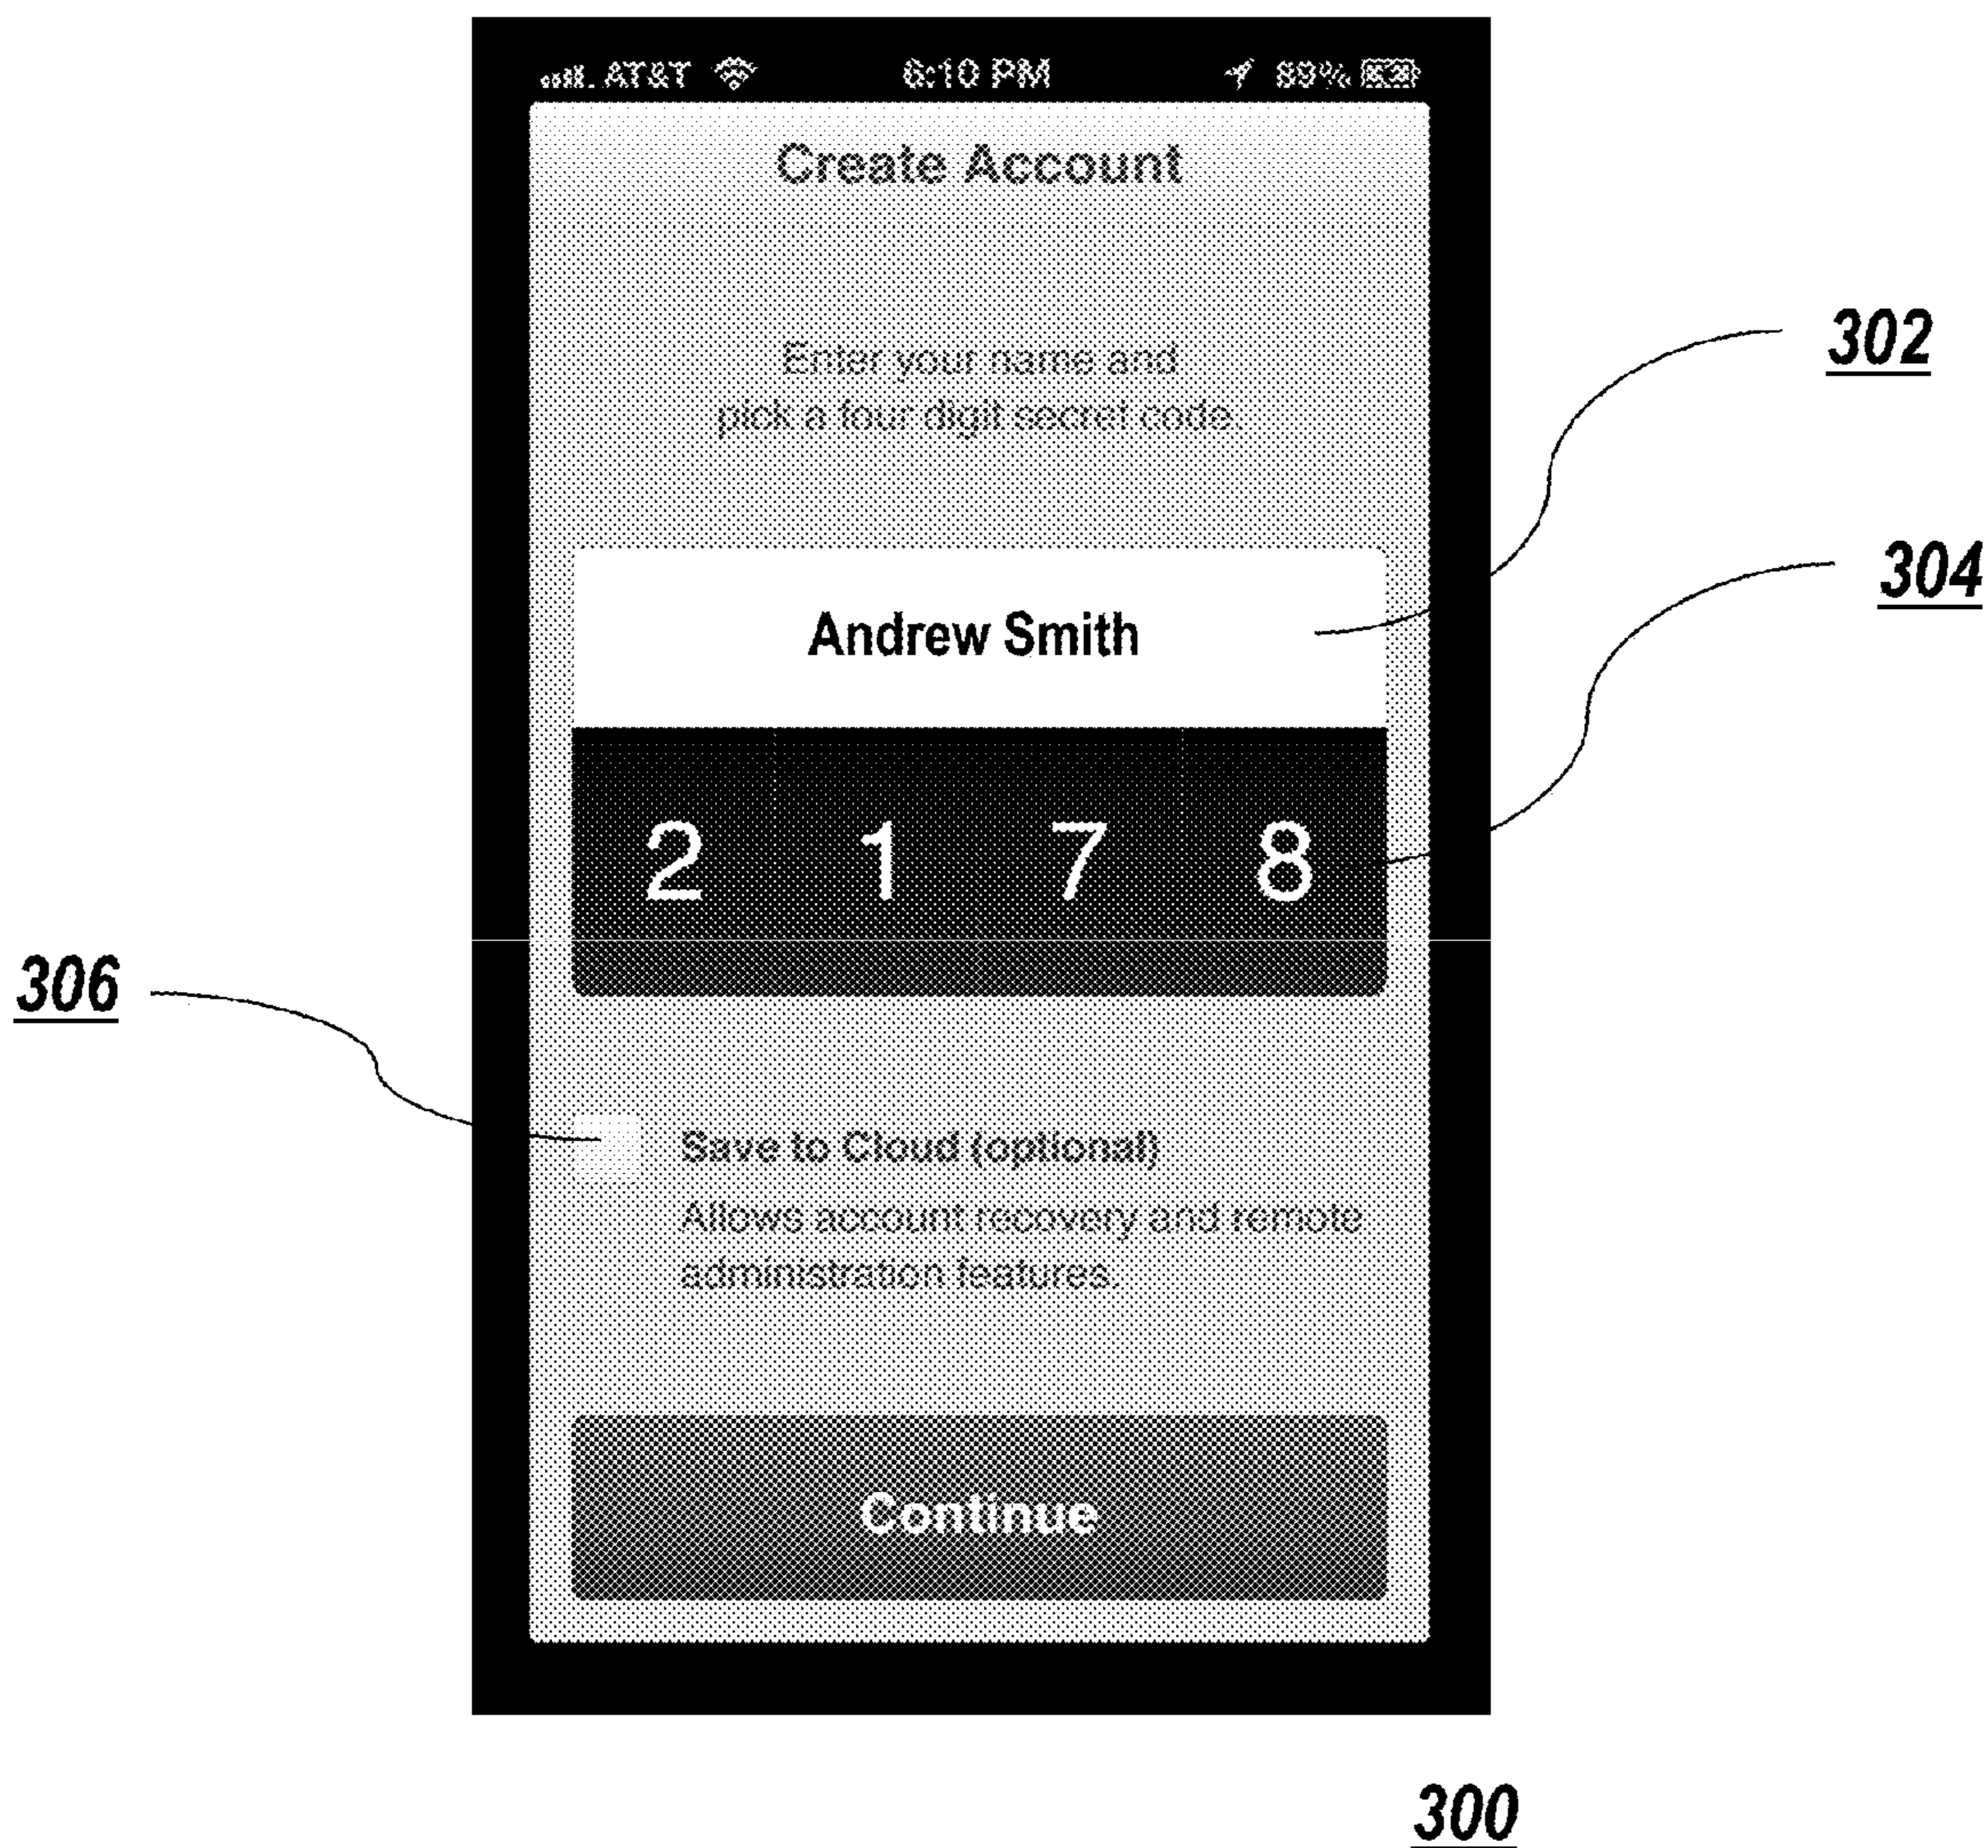 AT&T 6:10 PM 89%
Create Account
Enter your name and
pick a four digit secret code.
302
304
Andrew Smith
2 1 7 8
306
Save to Cloud (optional)
Allows account recovery and remote
administration features.
Continue
300